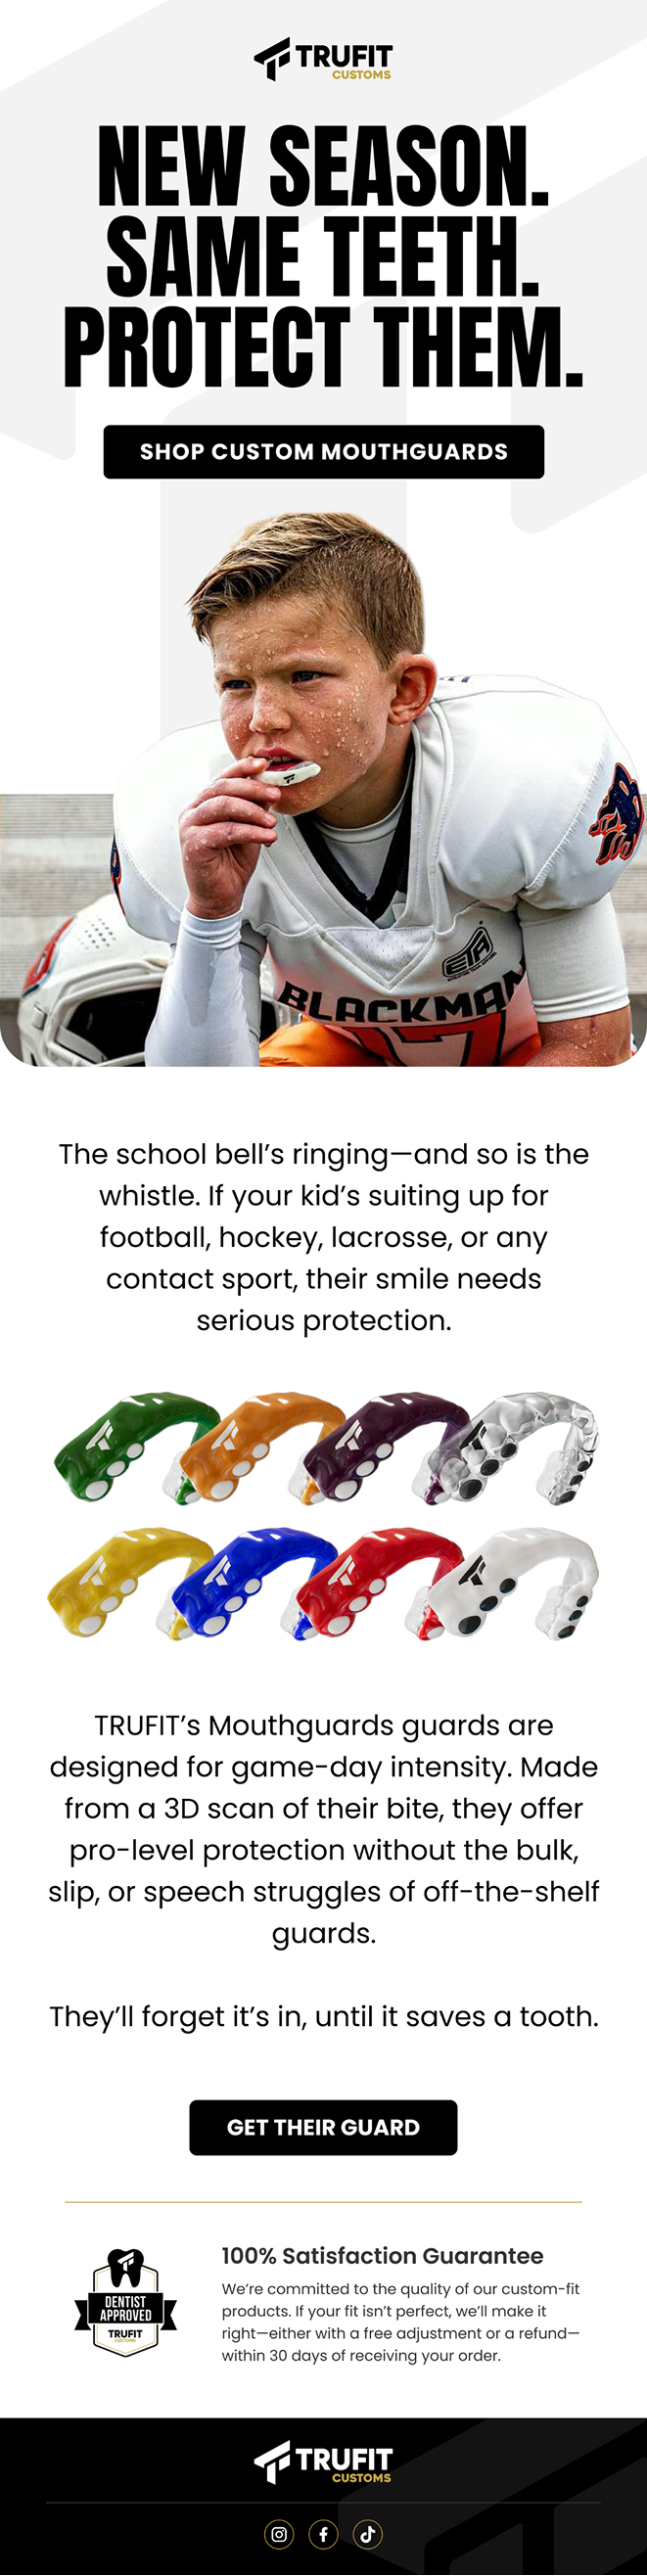 TRUFIT
CUSTOMS
NEW SEASON.
SAME TEETH.
PROTECT THEM.
SHOP CUSTOM MOUTHGUARDS
ETA
BLACKMAN
17
The school bell’s ringing—and so is the
whistle. If your kid’s suiting up for
football, hockey, lacrosse, or any
contact sport, their smile needs
serious protection.
TRUFIT’s Mouthguards guards are
designed for game-day intensity. Made
from a 3D scan of their bite, they offer
pro-level protection without the bulk,
slip, or speech struggles of off-the-shelf
guards.
They’ll forget it’s in, until it saves a tooth.
GET THEIR GUARD
DENTIST
APPROVED
TRUFIT
CUSTOMS
100% Satisfaction Guarantee
We’re committed to the quality of our custom-fit
products. If your fit isn’t perfect, we’ll make it
right—either with a free adjustment or a refund—
within 30 days of receiving your order.
TRUFIT
CUSTOMS